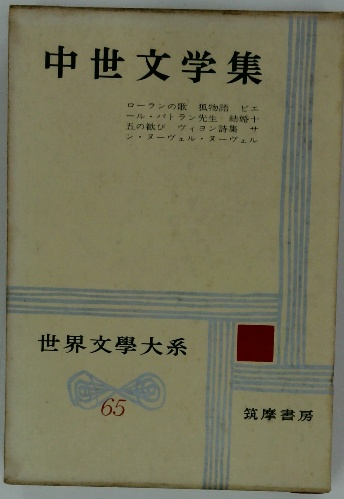 中世文学集
ローランの歌　狐物語　ピエ
ール・パトラン先生　結婚十
五の歓び　ヴィヨン詩集　サ
ン・ヌーヴェル・ヌーヴェル
世界文學大系
65
筑摩書房